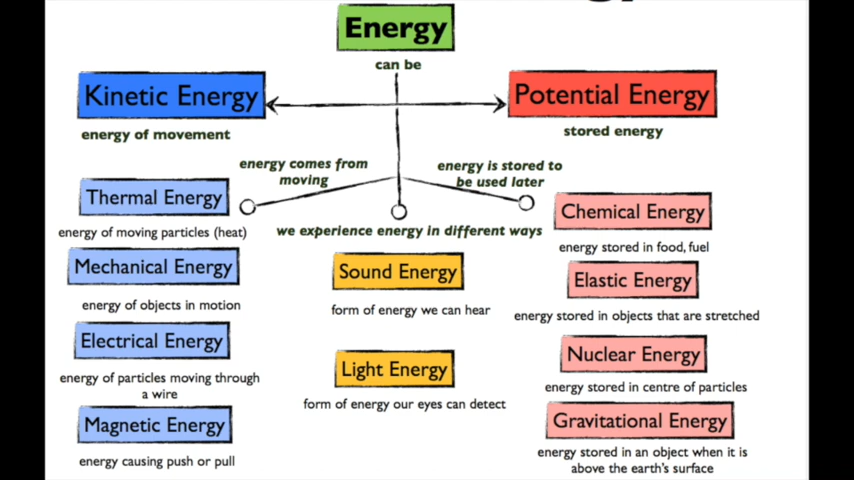 Energy
can be
Kinetic Energy
energy of movement
Potential Energy
stored energy
energy comes from
moving
energy is stored to
be used later
we experience energy in different ways
Thermal Energy
energy of moving particles (heat)
Mechanical Energy
energy of objects in motion
Electrical Energy
energy of particles moving through
a wire
Magnetic Energy
energy causing push or pull
Sound Energy
form of energy we can hear
Light Energy
form of energy our eyes can detect
Chemical Energy
energy stored in food, fuel
Elastic Energy
energy stored in objects that are stretched
Nuclear Energy
energy stored in centre of particles
Gravitational Energy
energy stored in an object when it is
above the earth's surface